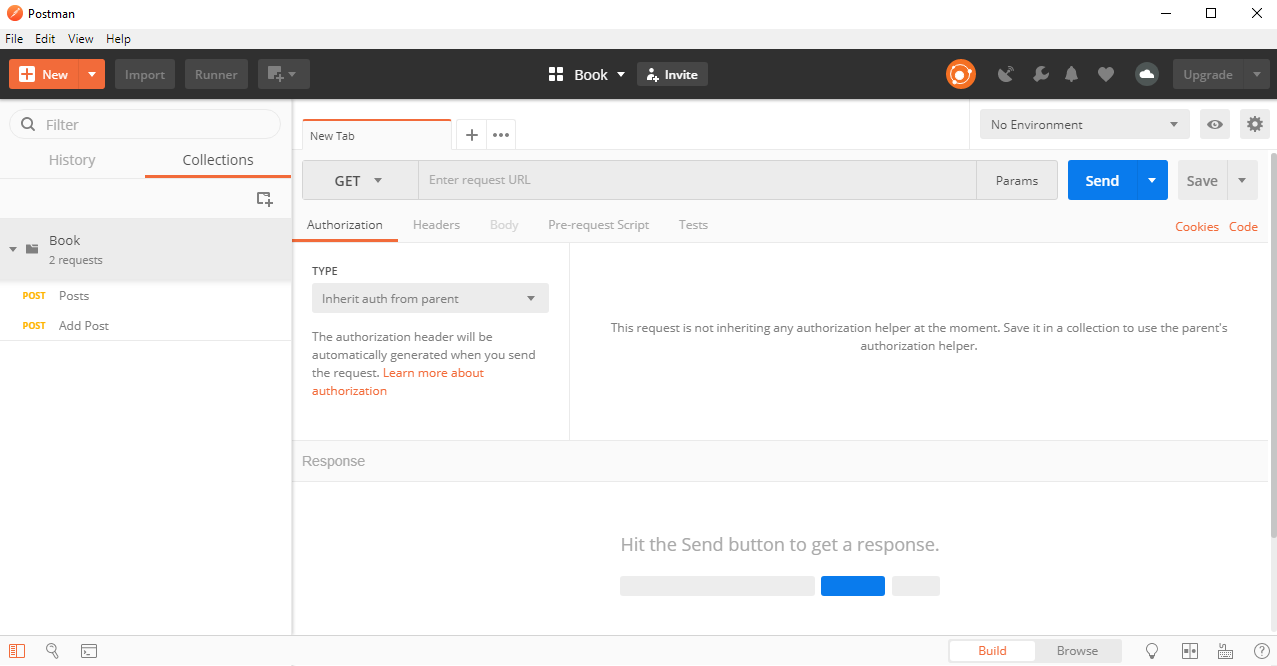 Postman
File Edit View Help
New Import Runner Book Invite Upgrade
Filter
History Collections
Book
2 requests
POST Posts
POST Add Post
New Tab
No Environment
GET Enter request URL Params Send Save
Authorization Headers Body Pre-request Script Tests Cookies Code
TYPE
Inherit auth from parent
The authorization header will be
automatically generated when you send
the request. Learn more about
authorization
This request is not inheriting any authorization helper at the moment. Save it in a collection to use the parent's
authorization helper.
Response
Hit the Send button to get a response.
Build Browse